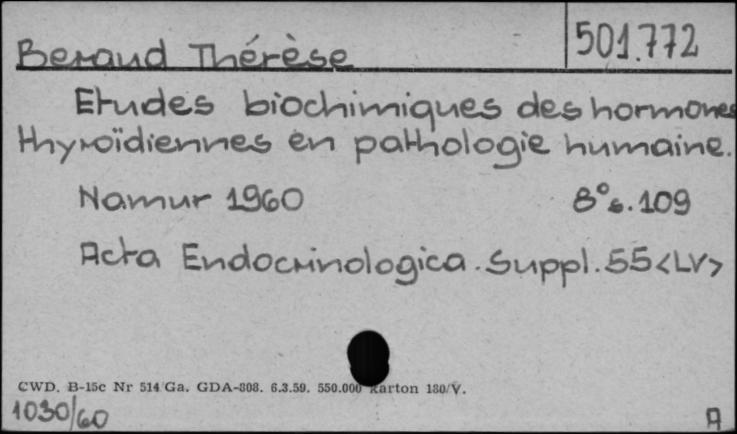 501.772
Beraud Thérèse
Etudes biochimiques des hormones
thyroïdiennes en pathologie humaine.
Namur 1960 8° s. 109
Acta Endocrinologica. Suppl. 55 <LV>
CWD. B-15c Nr 514 Ga. GDA-808. 6.3.59. 550.000 Karton 180/V.
1030/60 A